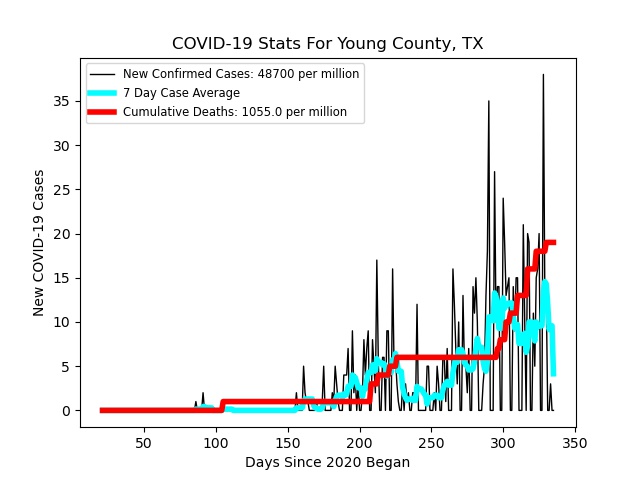 COVID-19 Stats For Young County, TX
New Confirmed Cases: 48700 per million
7 Day Case Average
Cumulative Deaths: 1055.0 per million
New COVID-19 Cases
35
30
25
20
15
10
5
0
50
100
150
200
250
300
350
Days Since 2020 Began